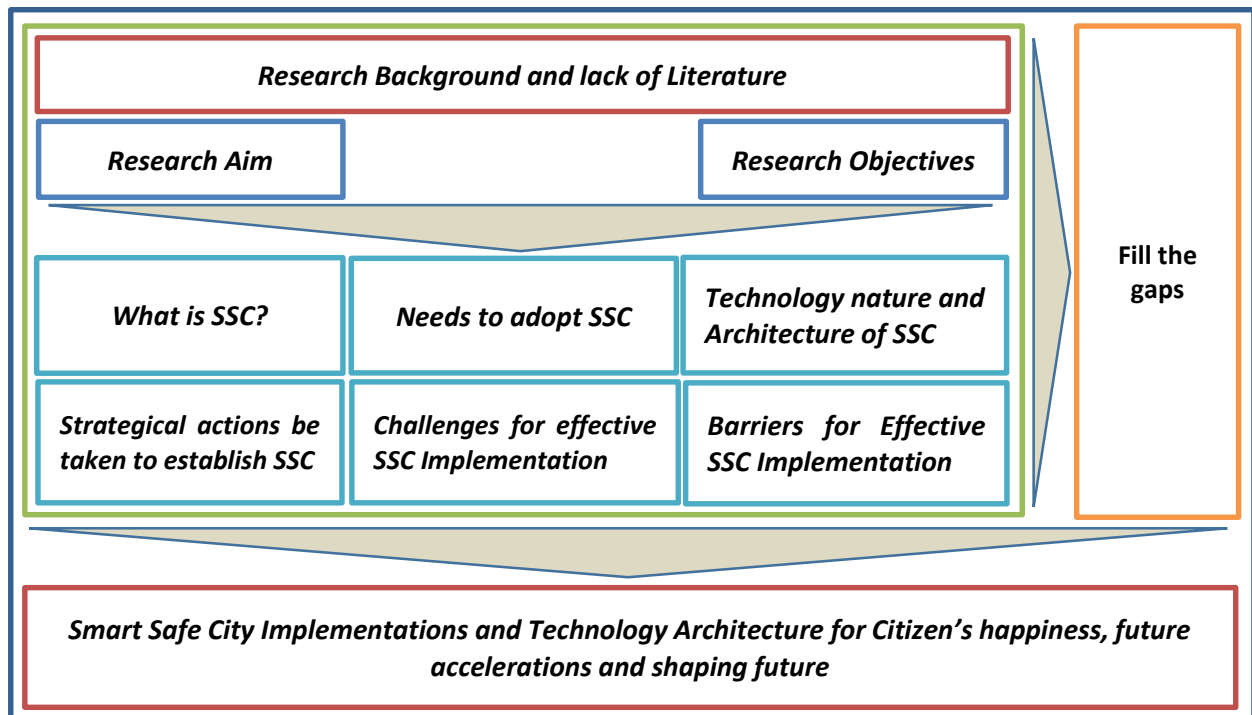 Research Background and lack of Literature
Research Aim
Research Objectives
What is SSC?
Needs to adopt SSC
Technology nature and
Architecture of SSC
Strategical actions be
taken to establish SSC
Challenges for effective
SSC Implementation
Barriers for Effective
SSC Implementation
Fill the
gaps
Smart Safe City Implementations and Technology Architecture for Citizen’s happiness, future
accelerations and shaping future